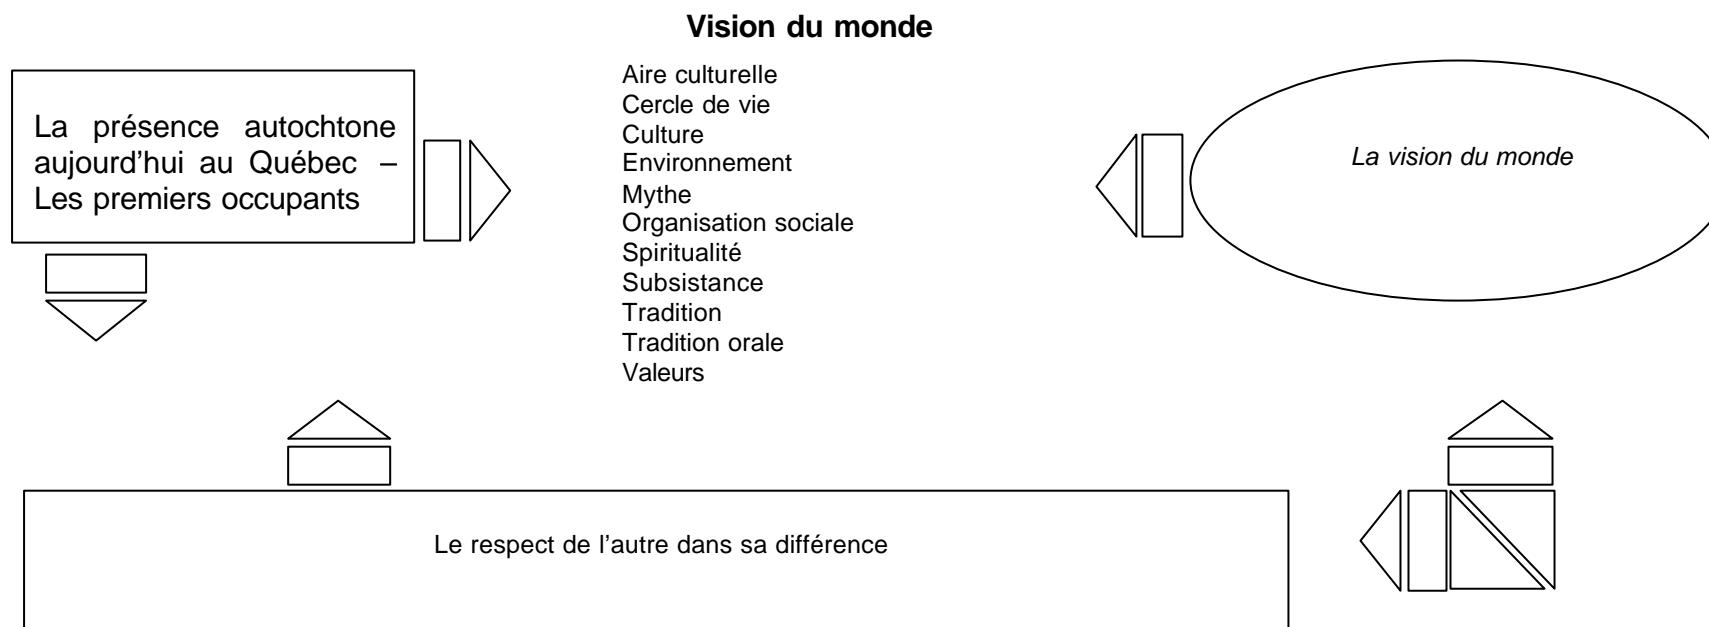 Vision du monde
La présence autochtone
aujourd'hui au Québec –
Les premiers occupants
Aire culturelle
Cercle de vie
Culture
Environnement
Mythe
Organisation sociale
Spiritualité
Subsistance
Tradition
Tradition orale
Valeurs
La vision du monde
Le respect de l’autre dans sa différence